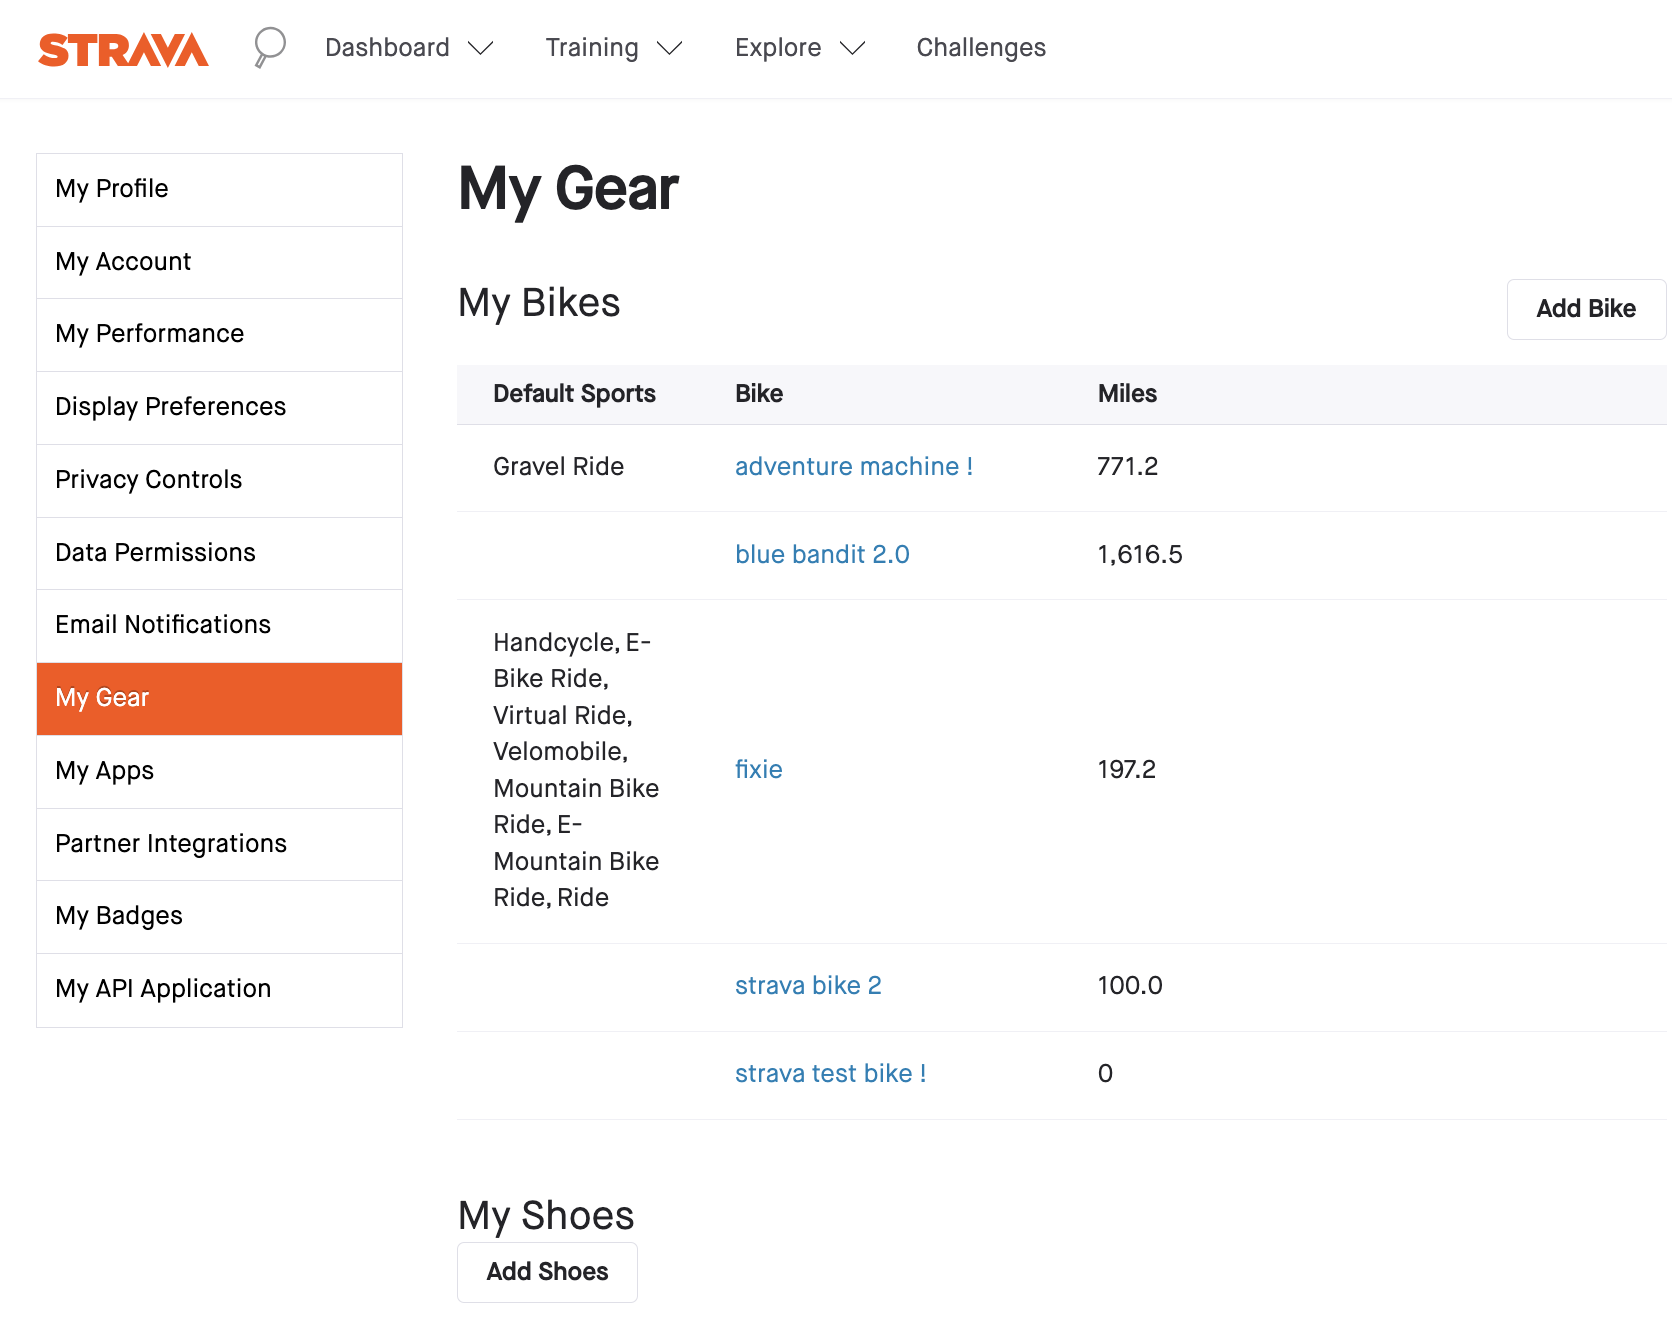 STRAVA
Dashboard Training Explore Challenges
My Profile
My Account
My Performance
Display Preferences
Privacy Controls
Data Permissions
Email Notifications
My Gear
My Apps
Partner Integrations
My Badges
My API Application
My Gear
My Bikes
Add Bike
Default Sports Bike Miles
Gravel Ride adventure machine ! 771.2
blue bandit 2.0 1,616.5
Handcycle, E-
Bike Ride,
Virtual Ride,
Velomobile,
Mountain Bike
Ride, E-
Mountain Bike
Ride, Ride
fixie 197.2
strava bike 2 100.0
strava test bike ! 0
My Shoes
Add Shoes